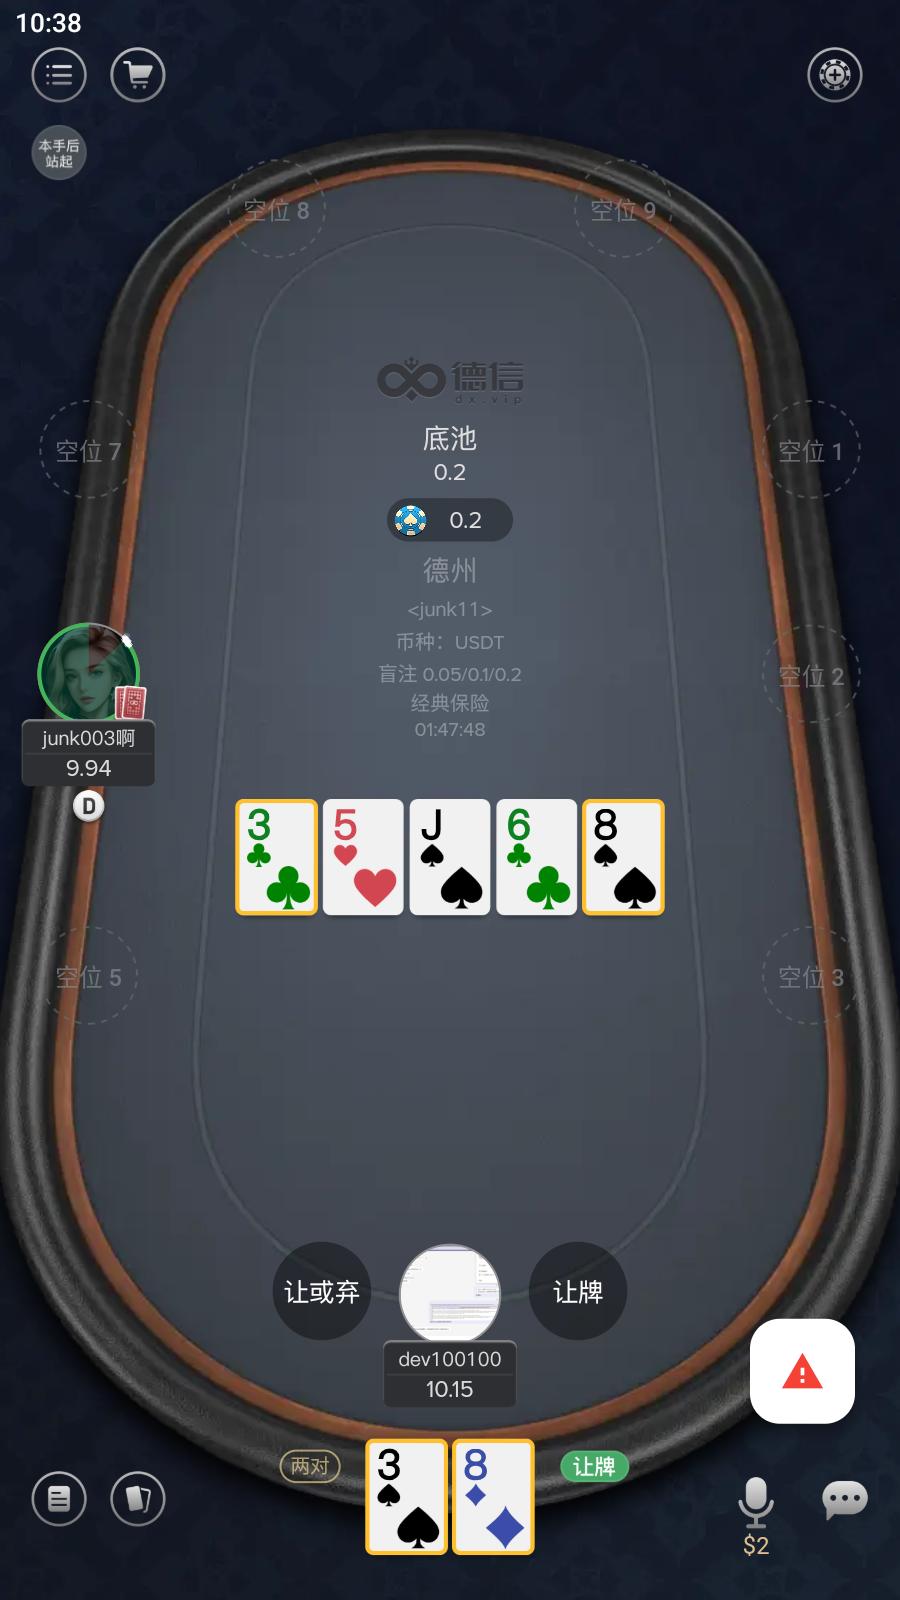 10:38
本手后
站起
空位 8
空位 9
德信
dx.vip
底池
0.2
空位 7
空位 1
0.2
德州
<junk11>
币种：USDT
空位 2
盲注 0.05/0.1/0.2
经典保险
01:47:48
junk003啊
9.94
D
3
5
J
6
8
空位 5
空位 3
让或弃
让牌
dev100100
10.15
两对
3
8
让牌
$2